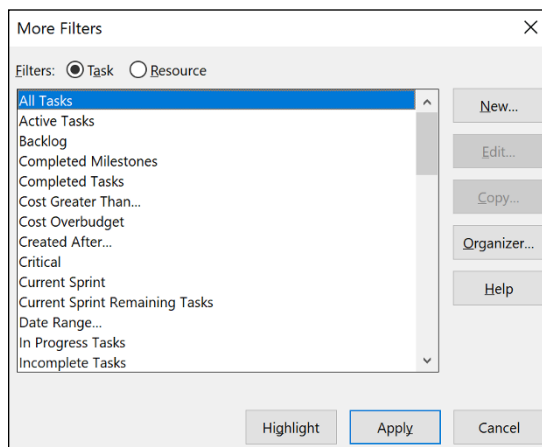 More Filters
Filters: Task Resource
All Tasks
Active Tasks
Backlog
Completed Milestones
Completed Tasks
Cost Greater Than...
Cost Overbudget
Created After...
Critical
Current Sprint
Current Sprint Remaining Tasks
Date Range...
In Progress Tasks
Incomplete Tasks
New...
Edit...
Copy...
Organizer...
Help
Highlight Apply Cancel